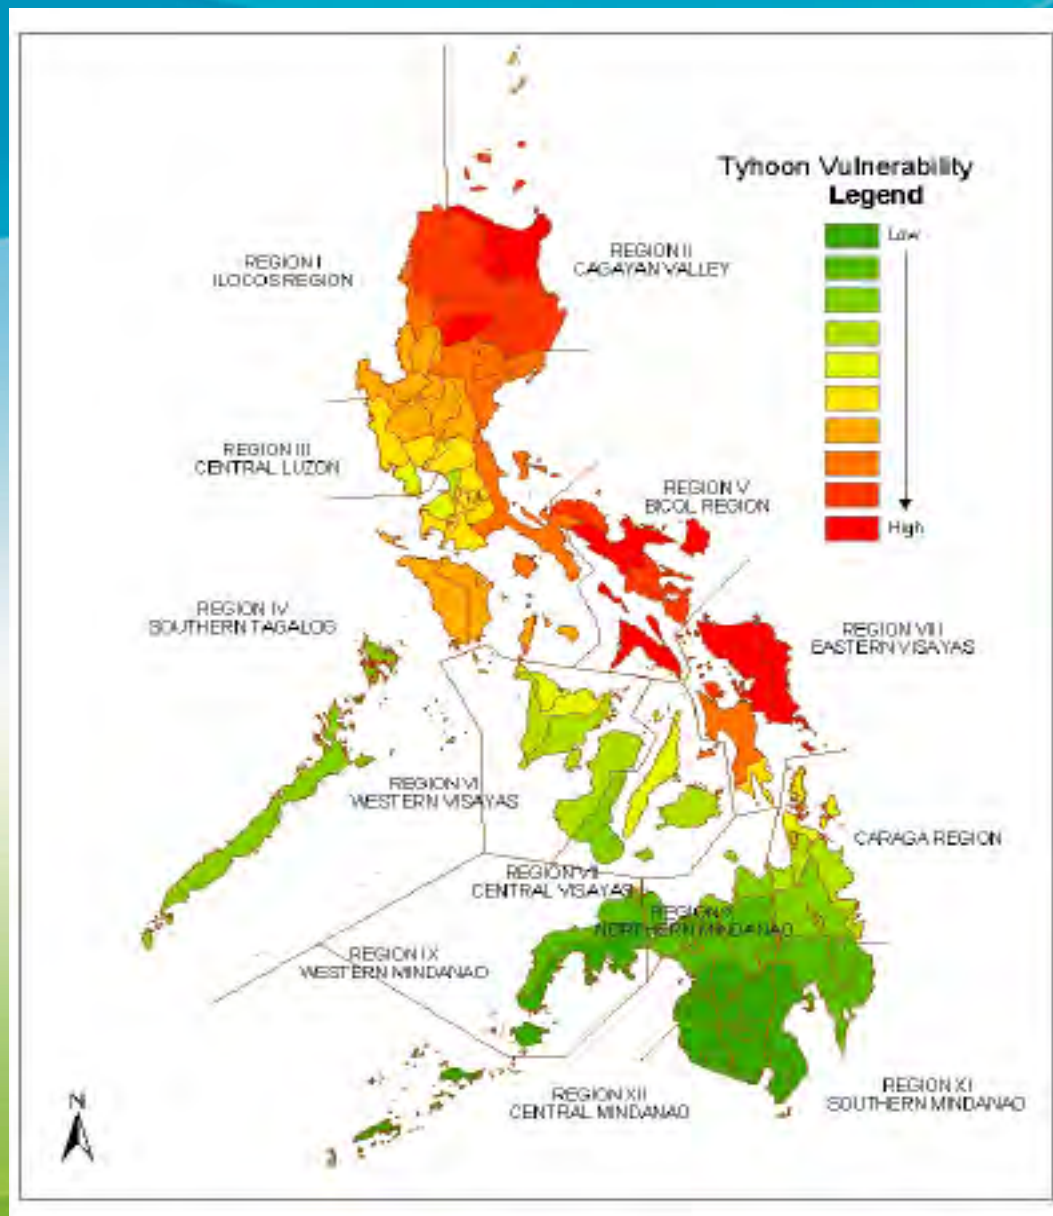 Tyhoon Vulnerability
Legend
Low
High
REGION I
ILOCOS REGION
REGION II
CAGAYAN VALLEY
REGION III
CENTRAL LUZON
REGION V
BICOL REGION
REGION IV
SOUTHERN TAGALOG
REGION VIII
EASTERN VISAYAS
REGION VI
WESTERN VISAYAS
CARAGA REGION
REGION VII
CENTRAL VISAYAS
REGION X
NORTHERN MINDANAO
REGION IX
WESTERN MINDANAO
REGION XII
CENTRAL MINDANAO
REGION XI
SOUTHERN MINDANAO
N